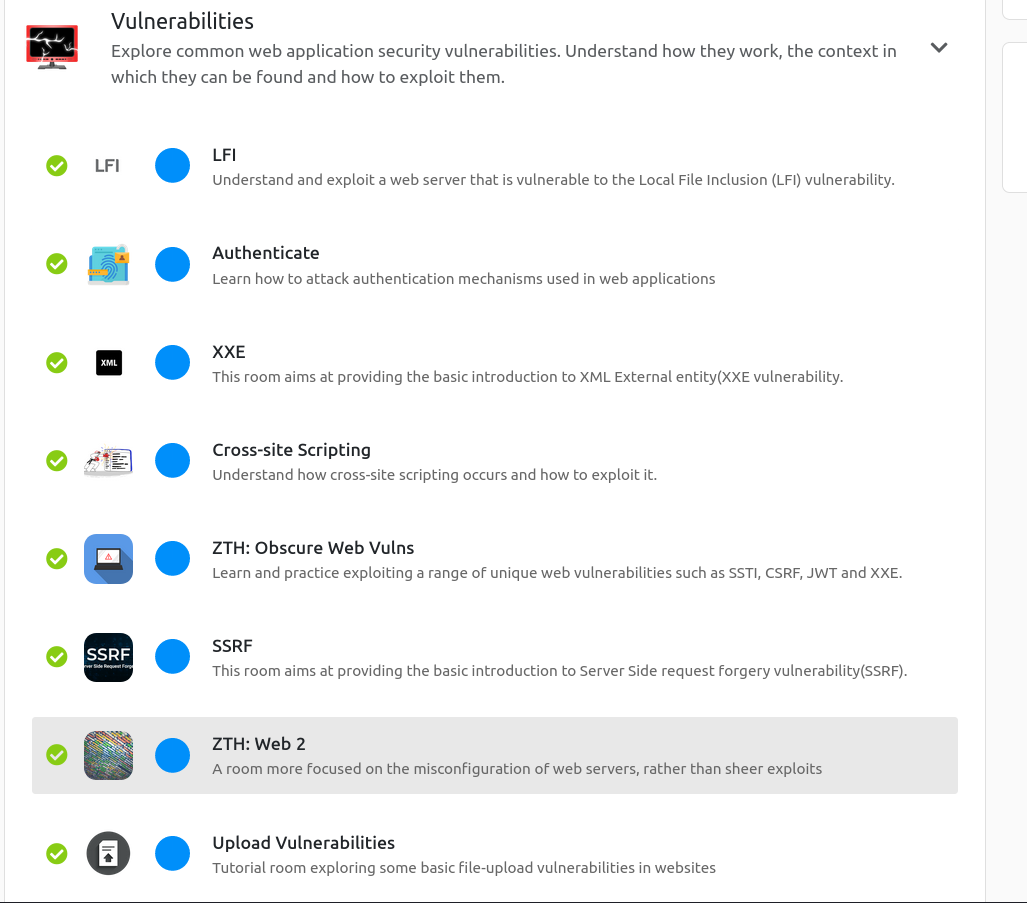 Vulnerabilities
Explore common web application security vulnerabilities. Understand how they work, the context in
which they can be found and how to exploit them.
LFI
LFI
Understand and exploit a web server that is vulnerable to the Local File Inclusion (LFI) vulnerability.
Authenticate
Learn how to attack authentication mechanisms used in web applications
XML
XXE
This room aims at providing the basic introduction to XML External entity(XXE vulnerability.
Cross-site Scripting
Understand how cross-site scripting occurs and how to exploit it.
ZTH: Obscure Web Vulns
Learn and practice exploiting a range of unique web vulnerabilities such as SSTI, CSRF, JWT and XXE.
SSRF
SSRF
This room aims at providing the basic introduction to Server Side request forgery vulnerability(SSRF).
ZTH: Web 2
A room more focused on the misconfiguration of web servers, rather than sheer exploits
Upload Vulnerabilities
Tutorial room exploring some basic file-upload vulnerabilities in websites